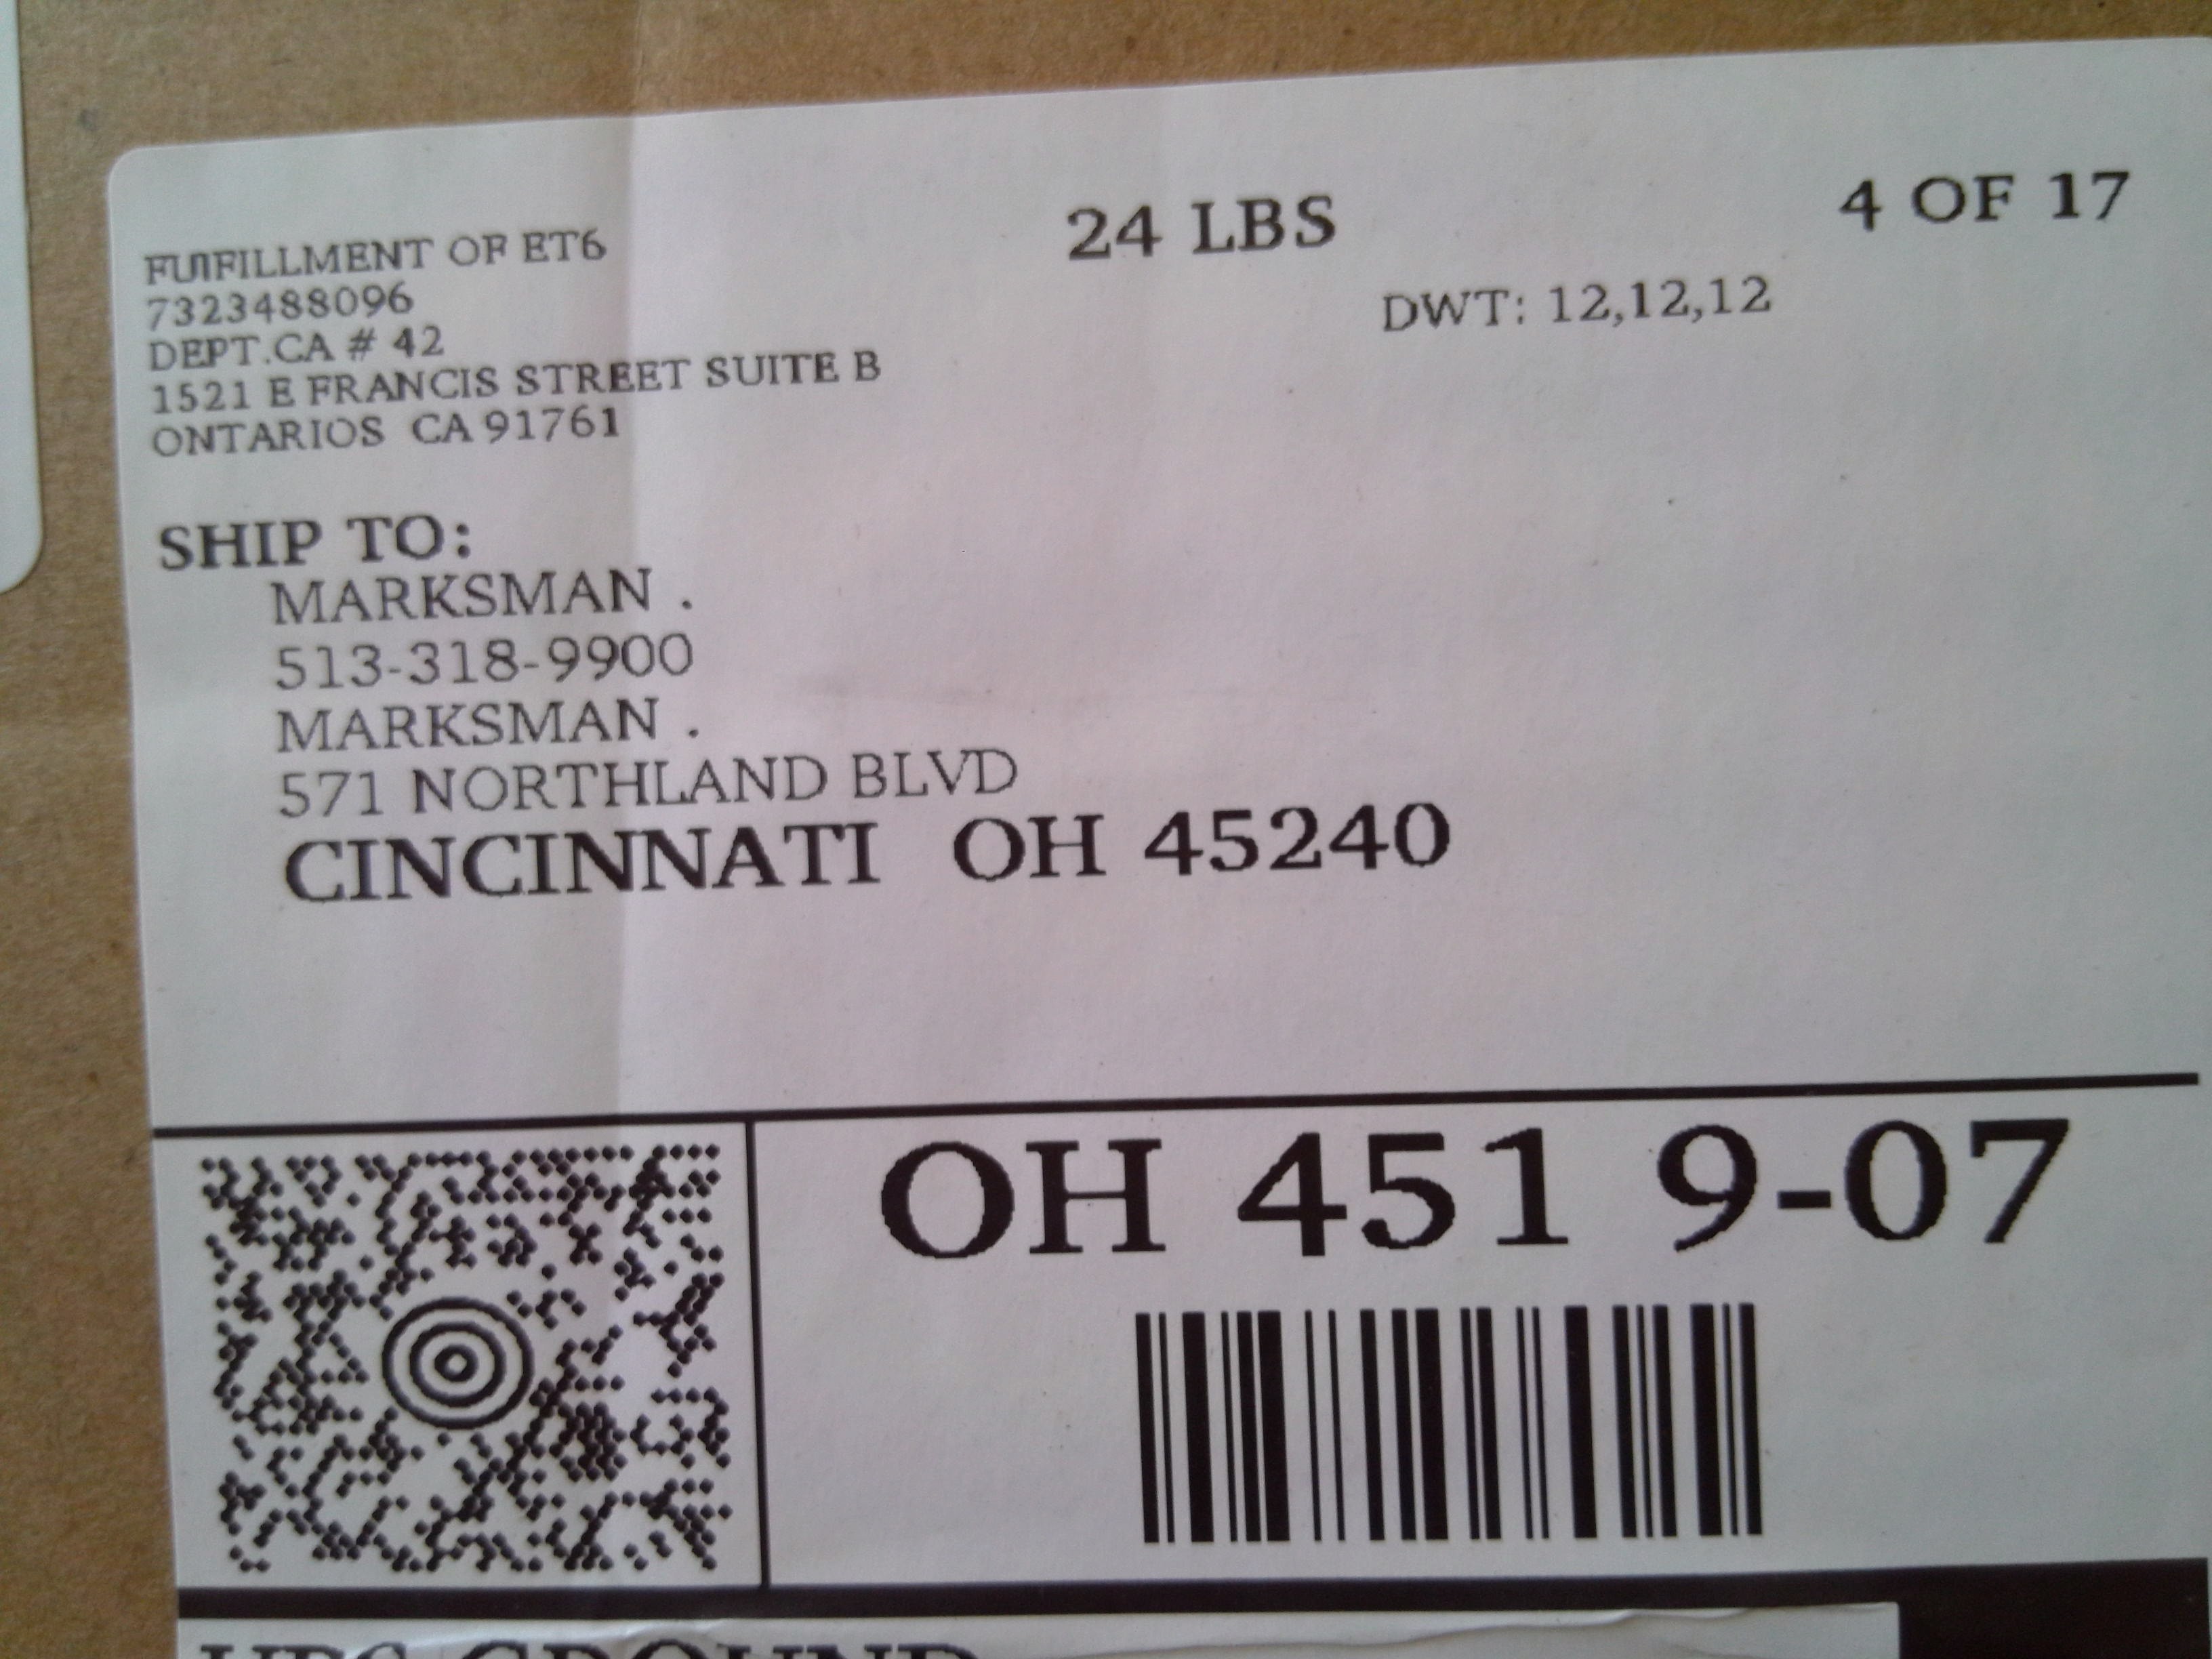 FUIFILLMENT OF ET6
7323488096
DEPT.CA # 42
1521 E FRANCIS STREET SUITE B
ONTARIOS CA 91761
24 LBS
4 OF 17
DWT: 12,12,12
SHIP TO:
MARKSMAN .
513-318-9900
MARKSMAN .
571 NORTHLAND BLVD
CINCINNATI OH 45240
OH 451 9-07
UPS GROUND